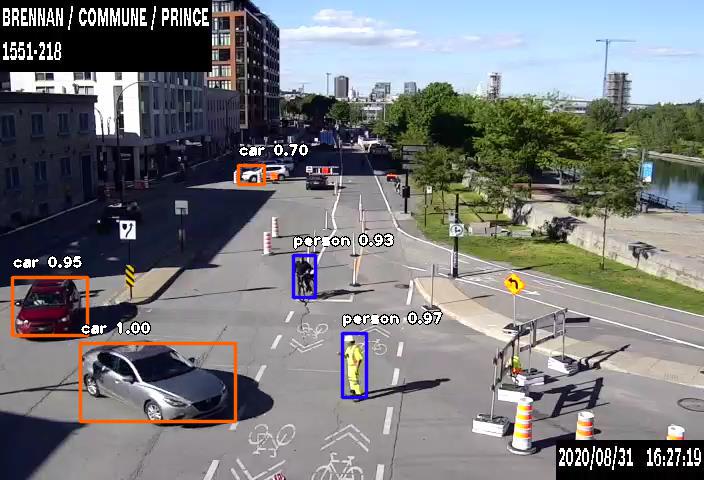 BRENNAN / COMMUNE / PRINCE
1551-218
car 0.70
person 0.93
car 0.95
person 0.97
car 1.00
2020/08/31 16:27:19